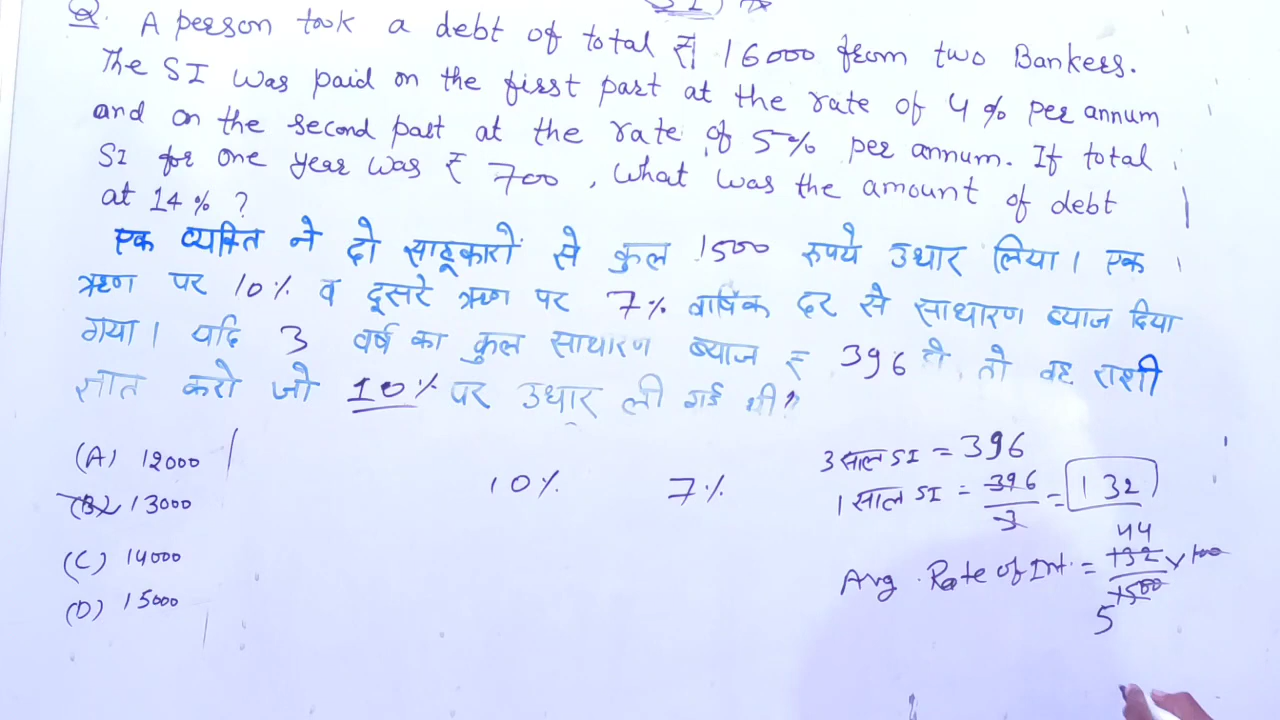 Q. A person took a debt of total ₹ 16000 from two Bankers.
The SI was paid on the first part at the rate of 4% per annum
and on the second part at the rate of 5% per annum. If total
SI for one year was ₹ 700, What was the amount of debt
at 14% ?
एक व्यक्ति ने दो साहूकारों से कुल 1500 रुपये उधार लिया। एक
ऋण पर 10% व दूसरे ऋण पर 7% वार्षिक दर से साधारण ब्याज दिया
गया। यदि 3 वर्ष का कुल साधारण ब्याज ₹ 396 तो वह राशी
ज्ञात करो जो 10% पर उधार ली गई थी?
(A) 12000
(B) 13000
(C) 14000
(D) 15000
10% 7%
3 साल SI = 396
1 साल SI = 396/3 = 132
44
Avg. Rate of Int. = 132/1500 x 100
5